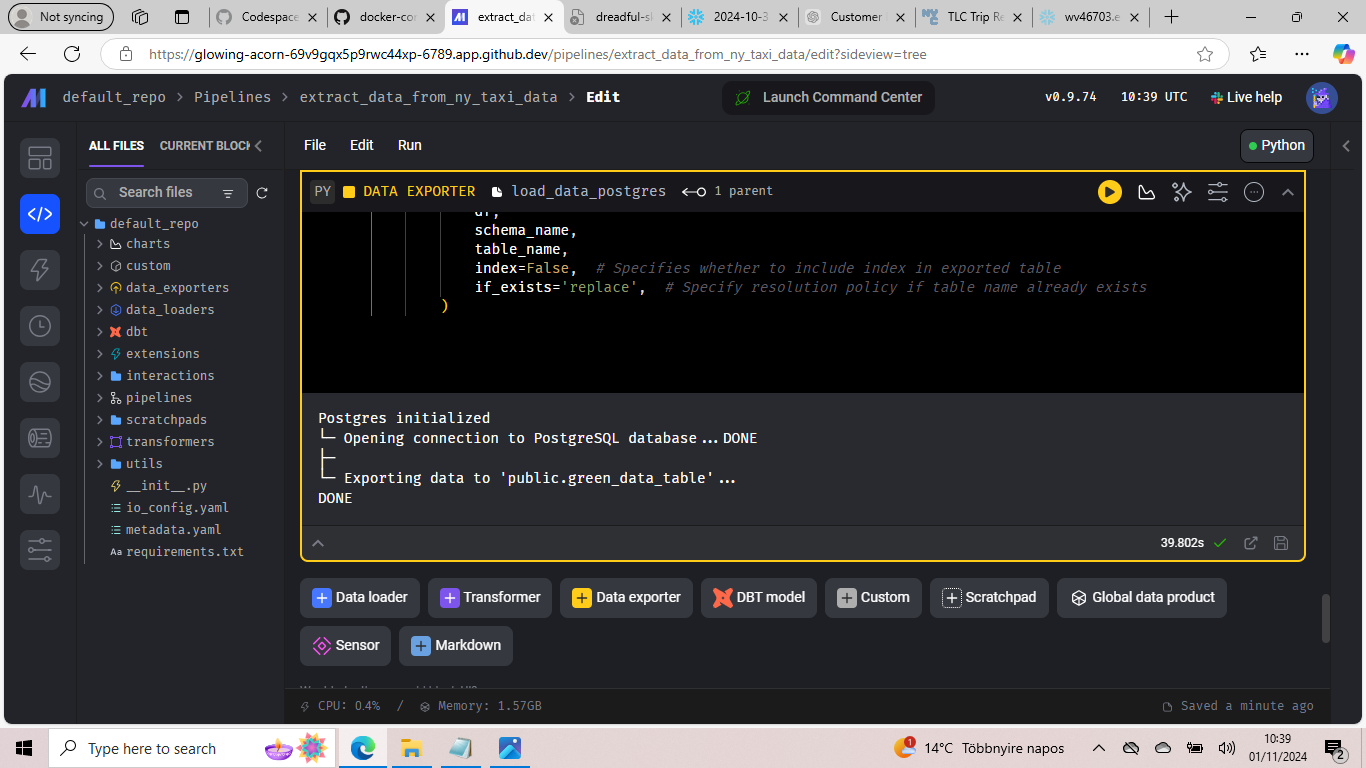 Not syncing
Codespace
docker-cor
extract_da
dreadful-sl
2024-10-3
Customer
TLC Trip Re
wv46703.e
https://glowing-acorn-69v9gqx5p9rwc44xp-6789.app.github.dev/pipelines/extract_data_from_ny_taxi_data/edit?sideview=tree
default_repo > Pipelines > extract_data_from_ny_taxi_data > Edit
Launch Command Center
v0.9.74
10:39 UTC
Live help
ALL FILES
CURRENT BLOCK
File
Edit
Run
Python
Search files
default_repo
charts
custom
data_exporters
data_loaders
dbt
extensions
interactions
pipelines
scratchpads
transformers
utils
__init__.py
io_config.yaml
metadata.yaml
Aa requirements.txt
PY DATA EXPORTER load_data_postgres 1 parent
df,
schema_name,
table_name,
index=False, # Specifies whether to include index in exported table
if_exists='replace', # Specify resolution policy if table name already exists
)
Postgres initialized
└─ Opening connection to PostgreSQL database...DONE
├─
└─ Exporting data to 'public.green_data_table'...
DONE
39.802s
Data loader
Transformer
Data exporter
DBT model
Custom
Scratchpad
Global data product
Sensor
Markdown
CPU: 0.4% / Memory: 1.57GB
Saved a minute ago
Type here to search
1
14°C Többnyire napos
10:39
01/11/2024
2